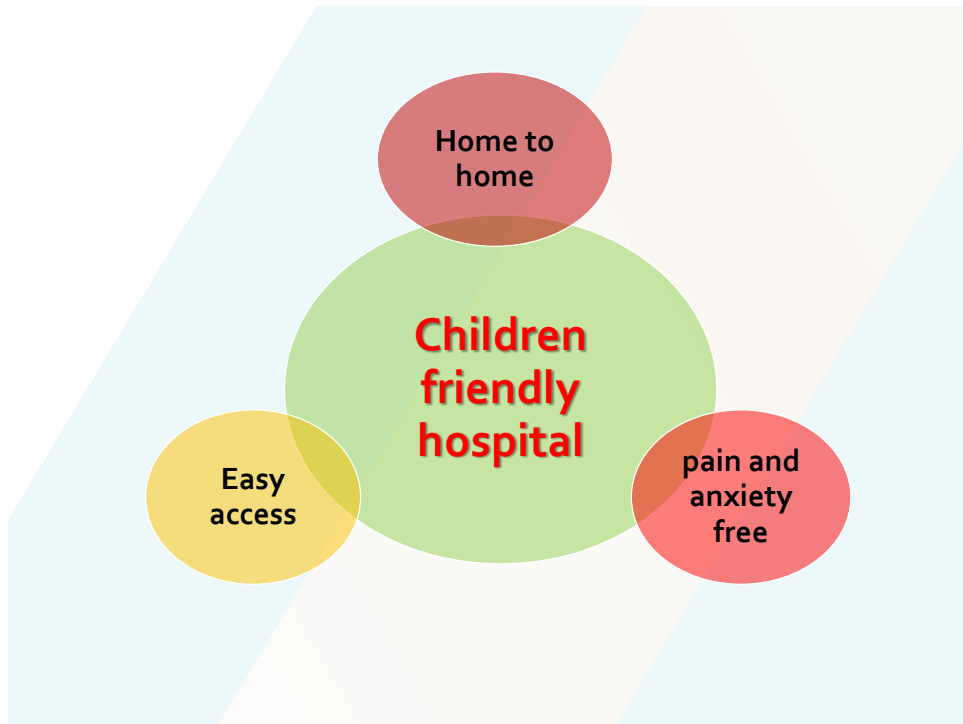 Home to
home
Children
friendly
hospital
Easy
access
pain and
anxiety
free